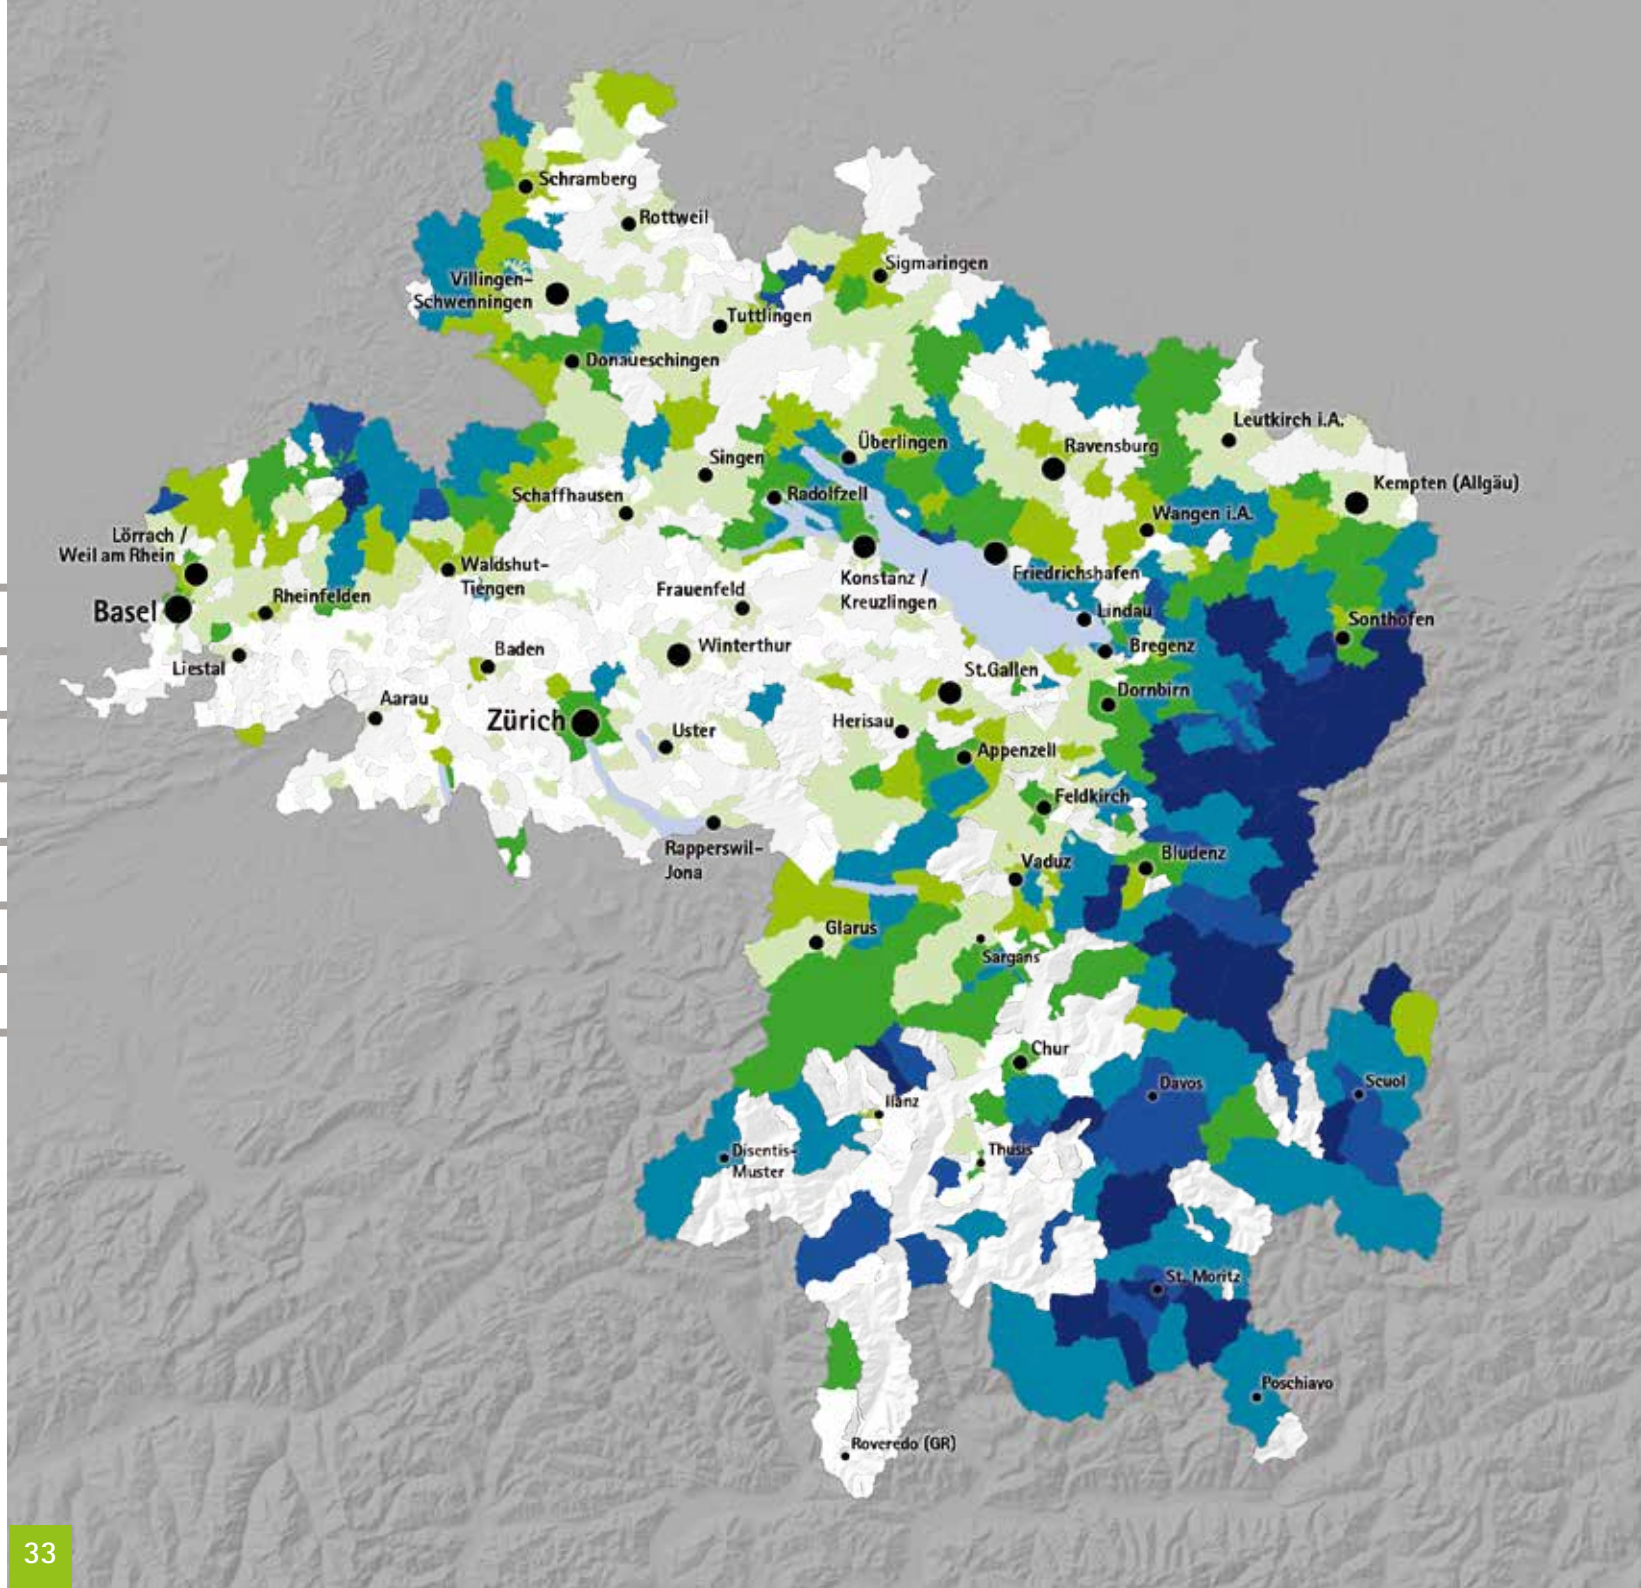 Schramberg
Rottweil
Sigmaringen
Villingen-
Schwenningen
Tuttlingen
Donaueschingen
Leutkirch i.A.
Überlingen
Ravensburg
Singen
Kempten (Allgäu)
Schaffhausen
Radolfzell
Wangen i.A.
Lörrach /
Weil am Rhein
Waldshut-
Tiengen
Konstanz /
Kreuzlingen
Friedrichshafen
Frauenfeld
Rheinfelden
Basel
Lindau
Sonthofen
Baden
Winterthur
Bregenz
Liestal
St.Gallen
Aarau
Dornbirn
Zürich
Herisau
Uster
Appenzell
Feldkirch
Rapperswil-
Jona
Vaduz
Bludenz
Glarus
Sargans
Chur
Davos
Scuol
Ilanz
Disentis-
Muster
Thusis
St. Moritz
Poschiavo
Roveredo (GR)
33